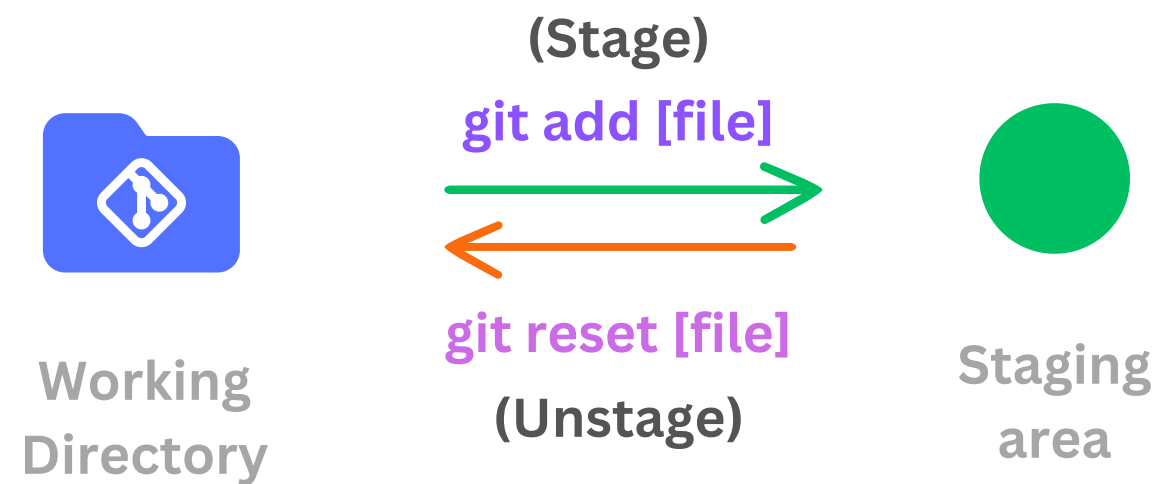 (Stage)
git add [file]
git reset [file]
(Unstage)
Working
Directory
Staging
area